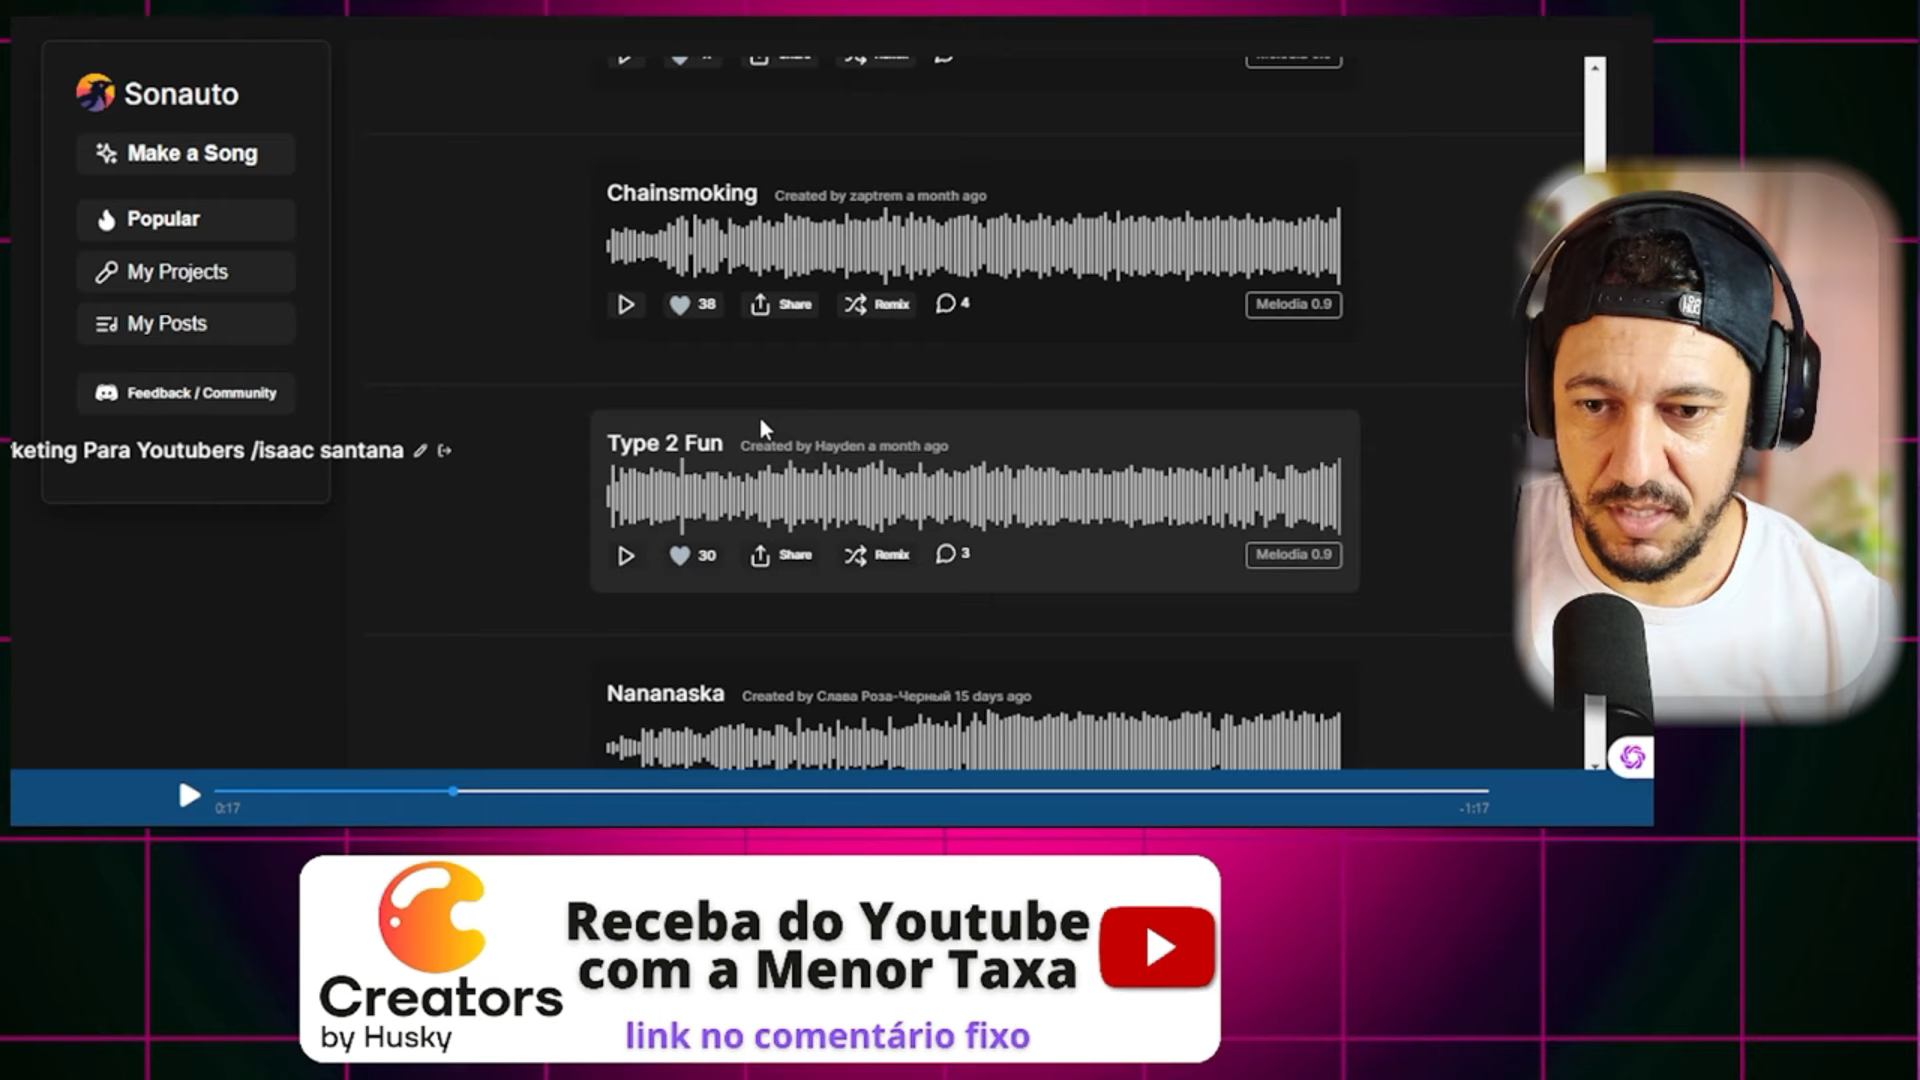 Sonauto
Make a Song
Popular
My Projects
My Posts
Feedback / Community
keting Para Youtubers /isaac santana
Chainsmoking Created by zaptrem a month ago
38 Share Remix 4 Melodia 0.9
Type 2 Fun Created by Hayden a month ago
30 Share Remix 3 Melodia 0.9
Nananaska Created by Слава Роза-Черный 15 days ago
0:17 -1:17
Creators
by Husky
Receba do Youtube
com a Menor Taxa
link no comentário fixo